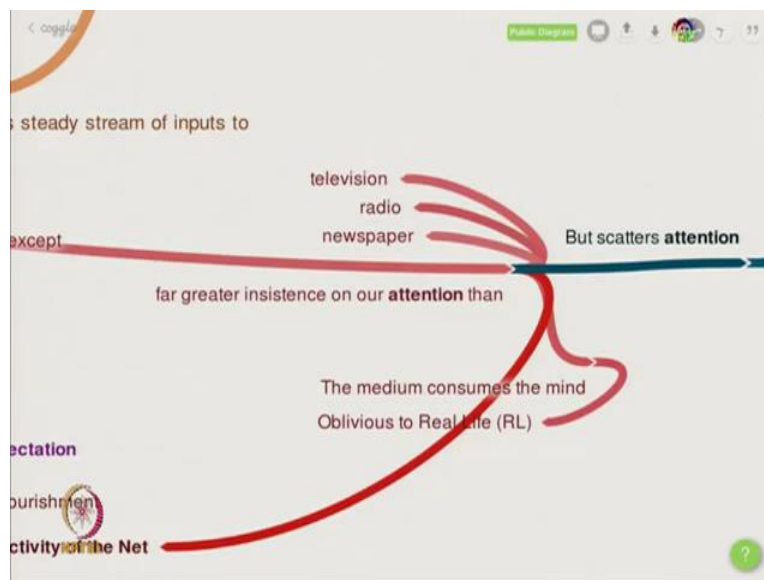 coggle
Public Diagram
s steady stream of inputs to
television
radio
newspaper
except
But scatters attention
far greater insistence on our attention than
The medium consumes the mind
Oblivious to Real Life (RL)
ectation
ourishment
ctivity of the Net
?